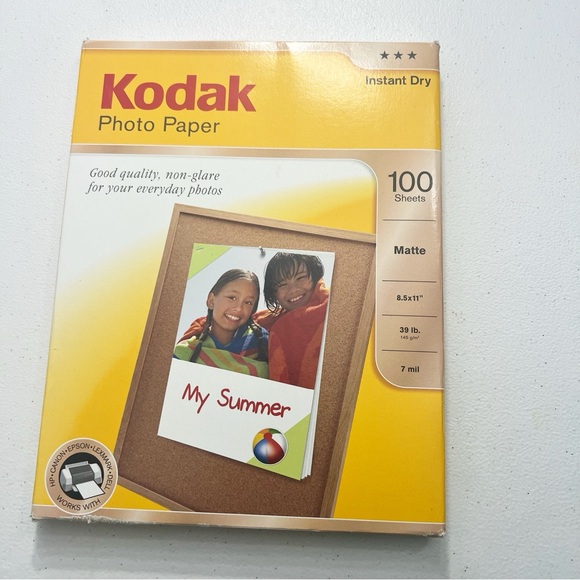 ★★★
Instant Dry
Kodak
Photo Paper
Good quality, non-glare
for your everyday photos
100
Sheets
Matte
8.5x11"
39 lb.
145 g/m²
7 mil
My Summer
HP•CANON•EPSON•LEXMARK•DELL
WORKS WITH